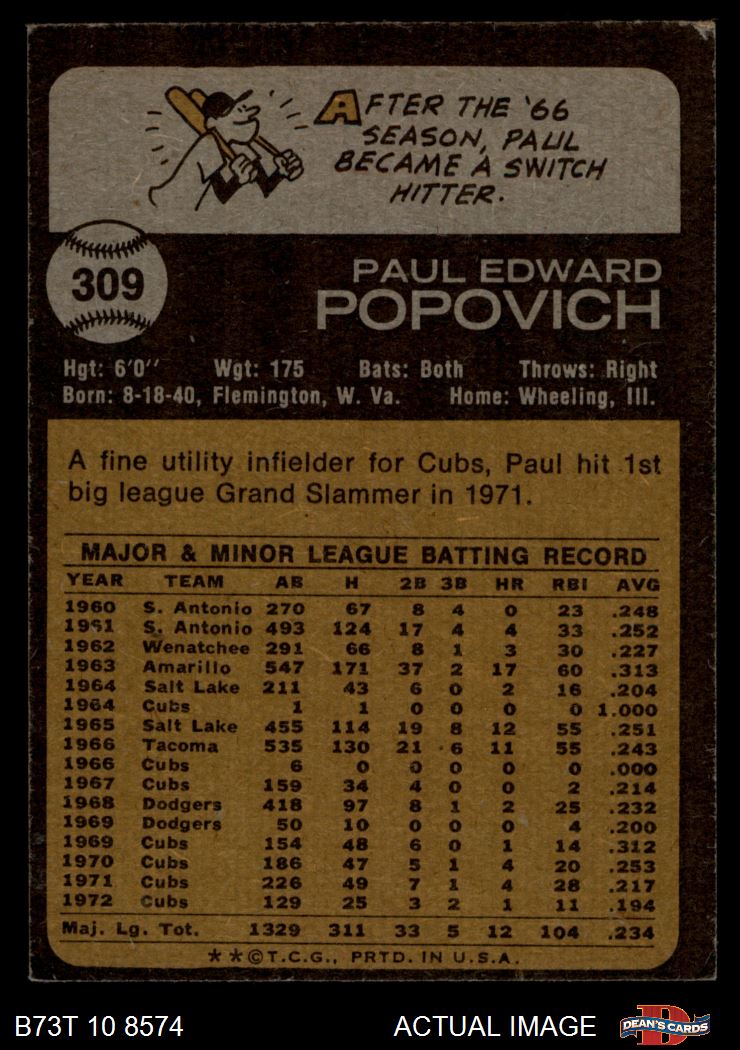 AFTER THE '66
SEASON, PAUL
BECAME A SWITCH
HITTER.
309
PAUL EDWARD
POPOVICH
Hgt: 6'0" Wgt: 175 Bats: Both Throws: Right
Born: 8-18-40, Flemington, W. Va. Home: Wheeling, Ill.
A fine utility infielder for Cubs, Paul hit 1st
big league Grand Slammer in 1971.
MAJOR & MINOR LEAGUE BATTING RECORD
YEAR TEAM AB H 2B 3B HR RBI AVG
1960 S. Antonio 270 67 8 4 0 23 .248
1961 S. Antonio 493 124 17 4 4 33 .252
1962 Wenatchee 291 66 8 1 3 30 .227
1963 Amarillo 547 171 37 2 17 60 .313
1964 Salt Lake 211 43 6 0 2 16 .204
1964 Cubs 1 1 0 0 0 0 1.000
1965 Salt Lake 455 114 19 8 12 55 .251
1966 Tacoma 535 130 21 6 11 55 .243
1966 Cubs 6 0 0 0 0 0 .000
1967 Cubs 159 34 4 0 0 2 .214
1968 Dodgers 418 97 8 1 2 25 .232
1969 Dodgers 50 10 0 0 0 4 .200
1969 Cubs 154 48 6 0 1 14 .312
1970 Cubs 186 47 5 1 4 20 .253
1971 Cubs 226 49 7 1 4 28 .217
1972 Cubs 129 25 3 2 1 11 .194
Maj. Lg. Tot. 1329 311 33 5 12 104 .234
**©T.C.G., PRTD. IN U.S.A.
B73T 10 8574 ACTUAL IMAGE DEAN'S CARDS